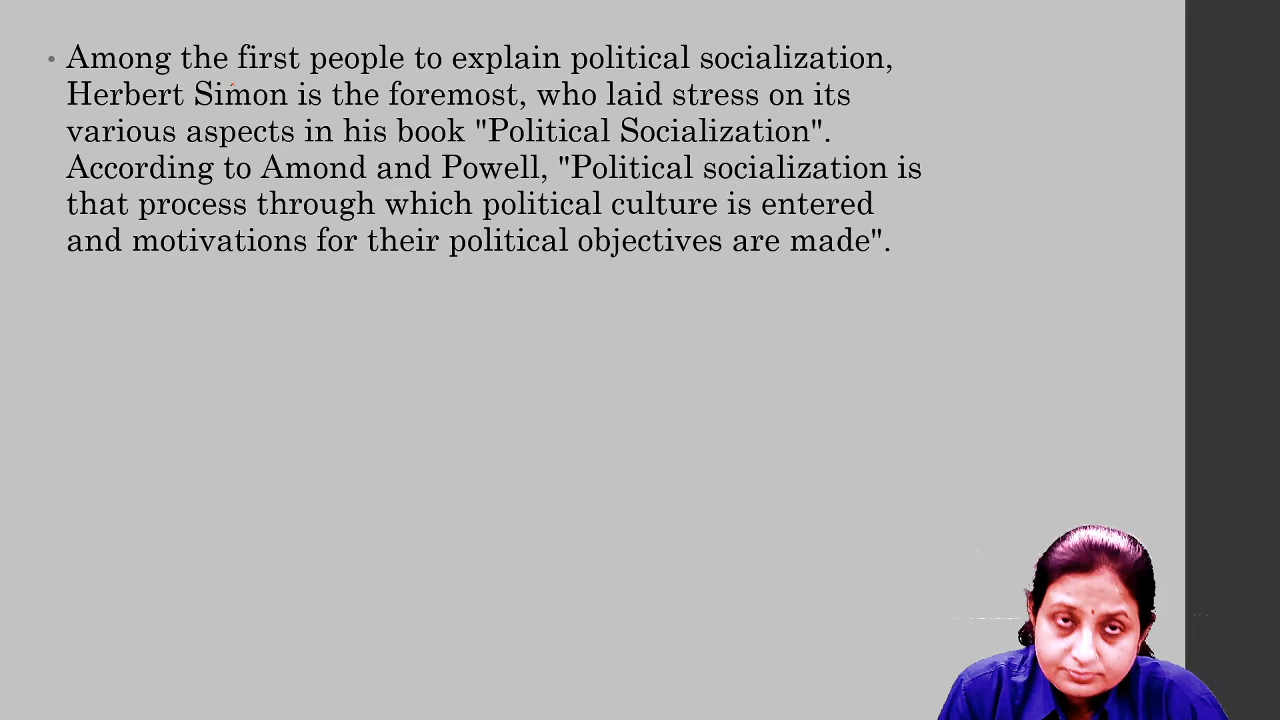 • Among the first people to explain political socialization,
Herbert Simon is the foremost, who laid stress on its
various aspects in his book "Political Socialization".
According to Amond and Powell, "Political socialization is
that process through which political culture is entered
and motivations for their political objectives are made".